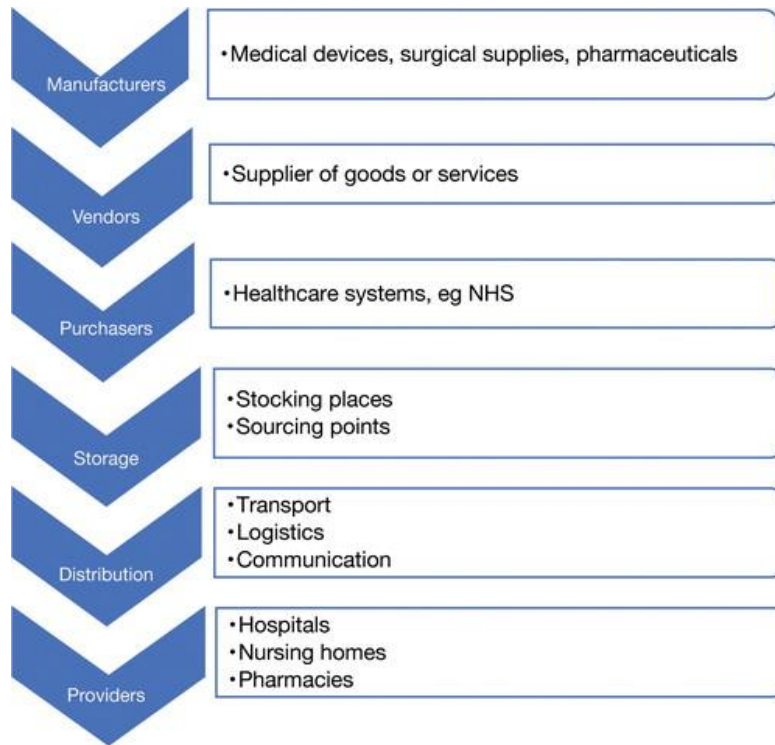 Manufacturers
•Medical devices, surgical supplies, pharmaceuticals
Vendors
•Supplier of goods or services
Purchasers
•Healthcare systems, eg NHS
Storage
•Stocking places
•Sourcing points
Distribution
•Transport
•Logistics
•Communication
Providers
•Hospitals
•Nursing homes
•Pharmacies